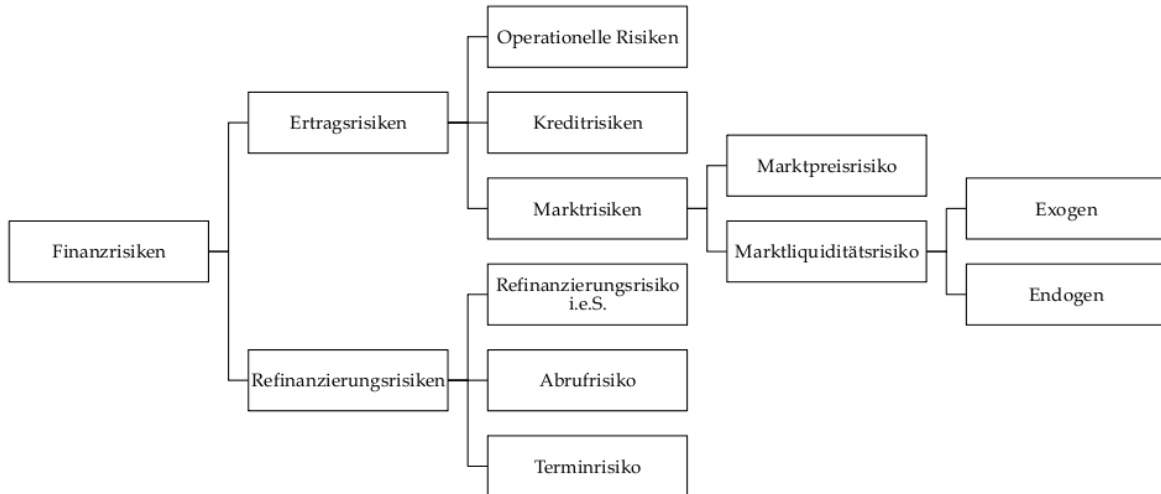 Operationelle Risiken
Ertragsrisiken
Kreditrisiken
Marktpreisrisiko
Marktrisiken
Exogen
Finanzrisiken
Marktliquiditätsrisiko
Refinanzierungsrisiko
i.e.S.
Endogen
Refinanzierungsrisiken
Abrufrisiko
Terminrisiko